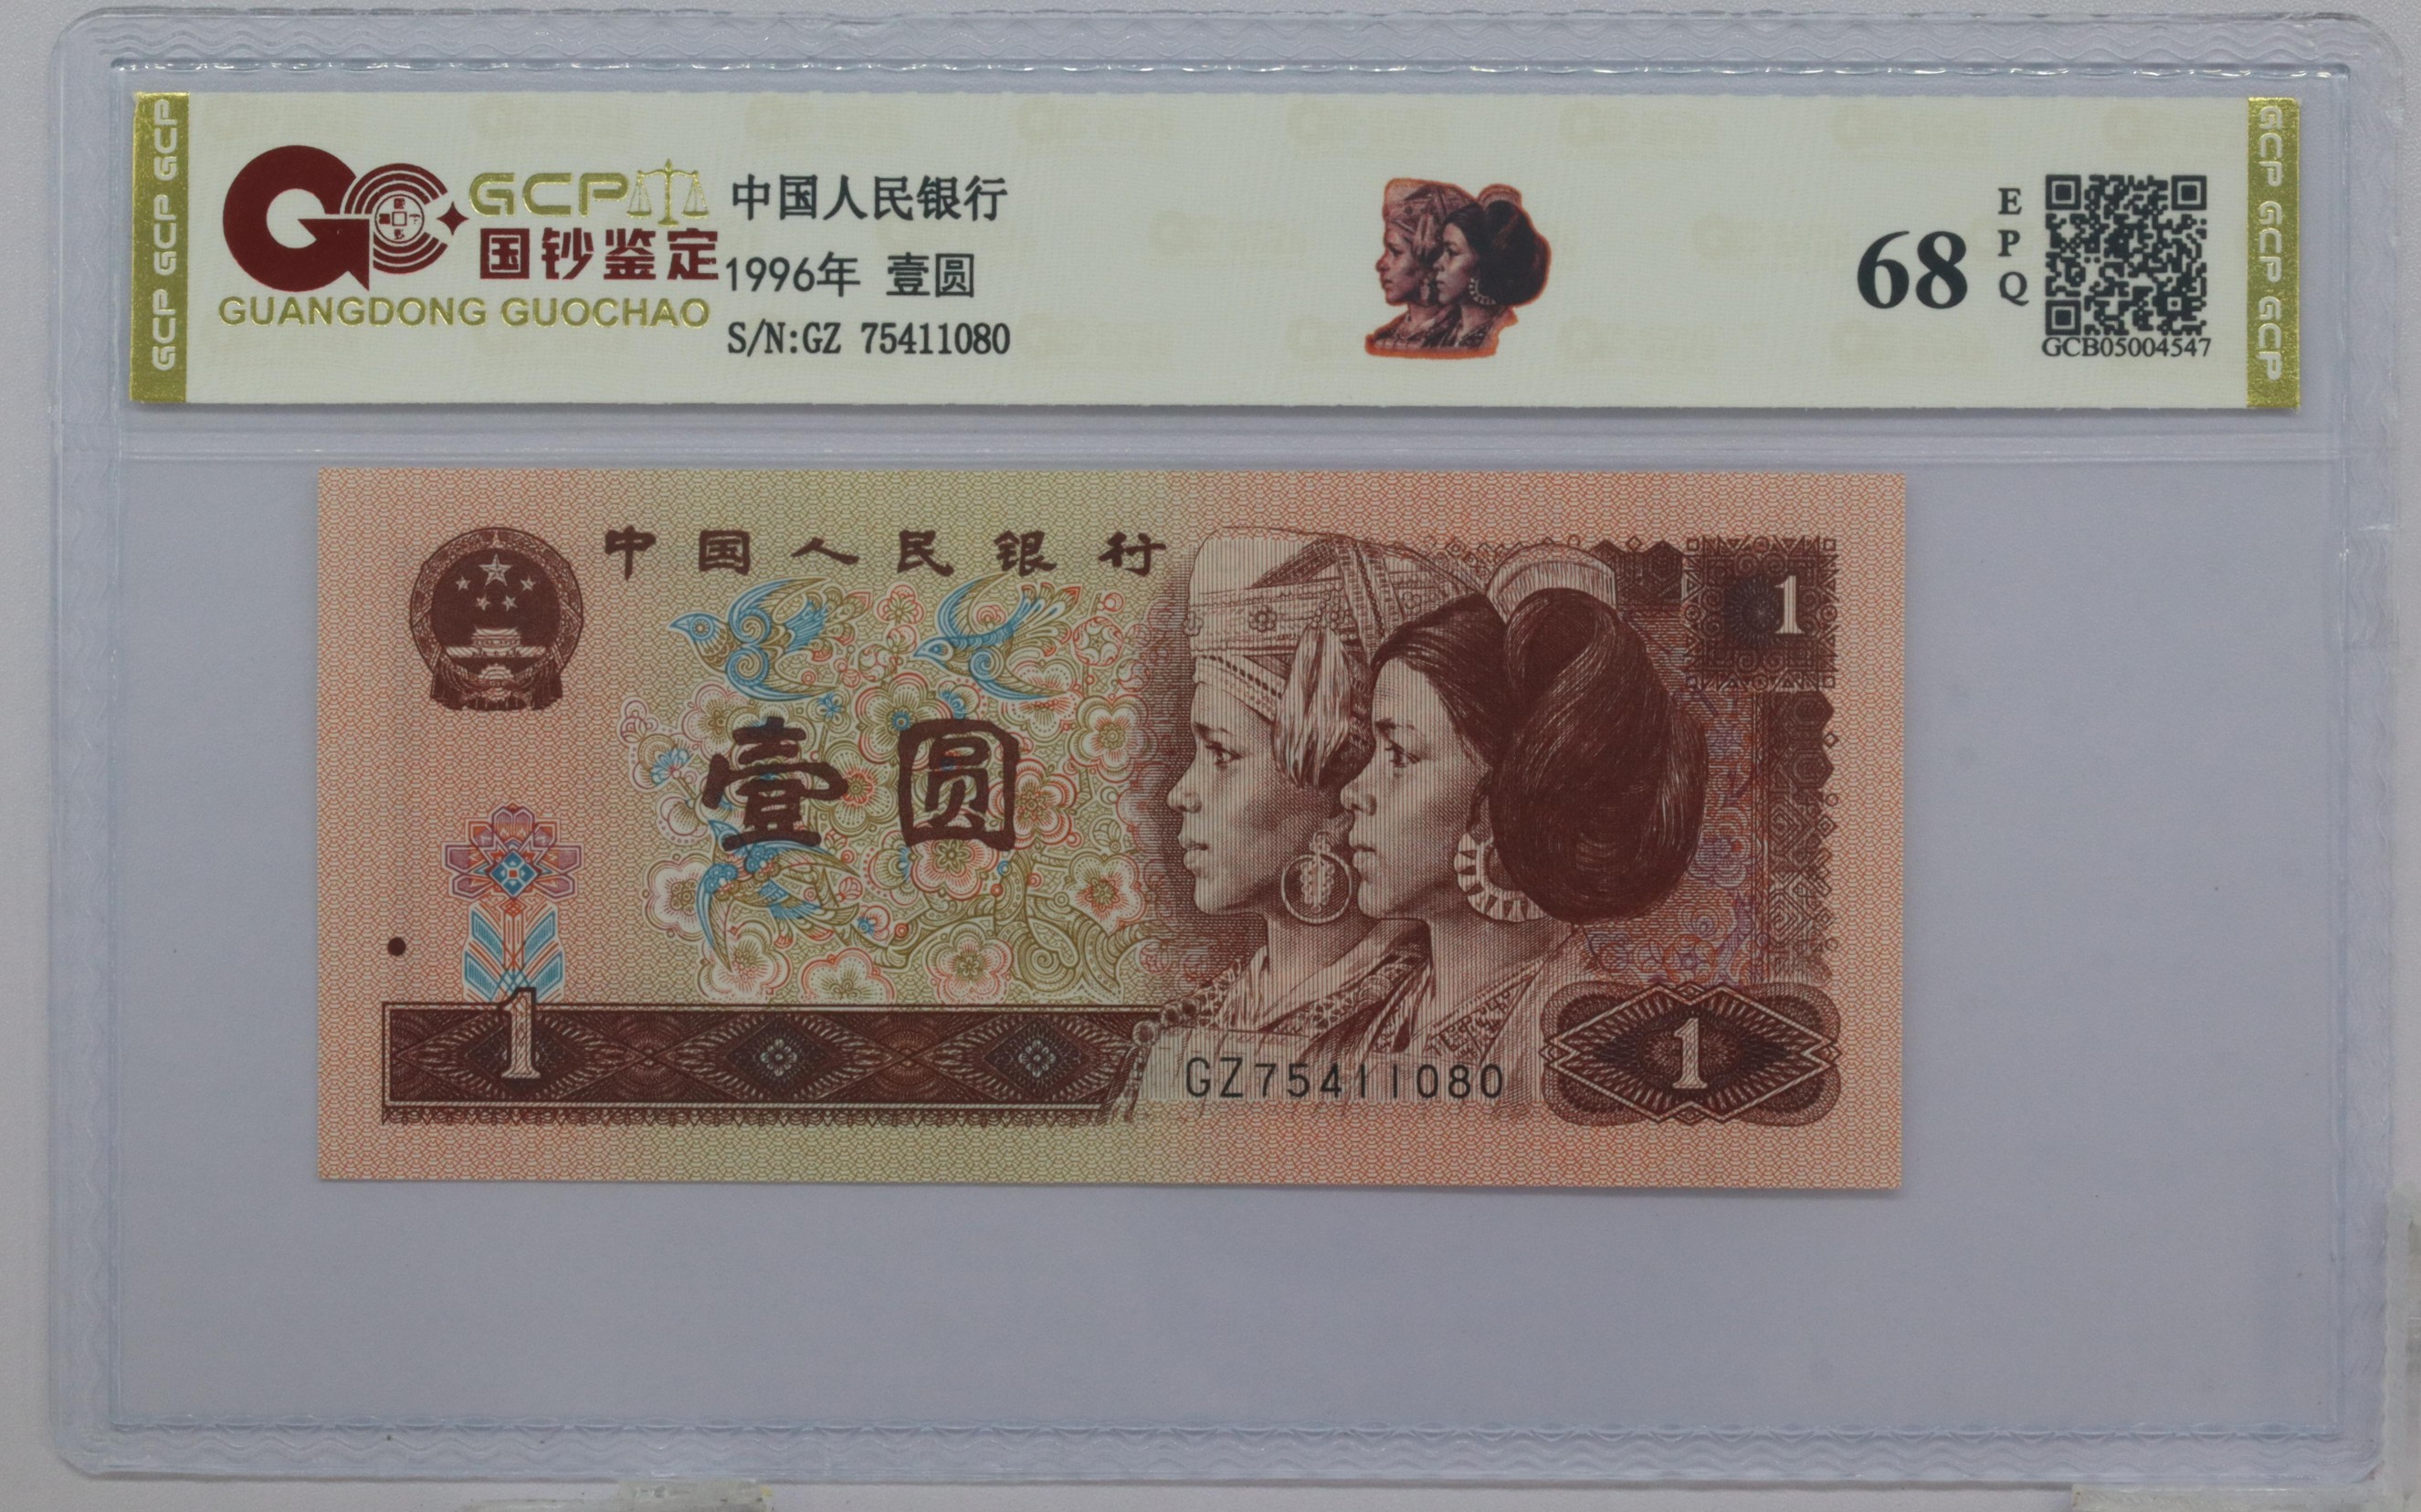 GCP GCP GCP
GCP
国钞鉴定
GUANGDONG GUOCHAO
中国人民银行
1996年 壹圆
S/N:GZ 75411080
68
EPQ
GCB05004547
GCP GCP GCP
中国人民银行
1
壹圆
1
GZ75411080
1